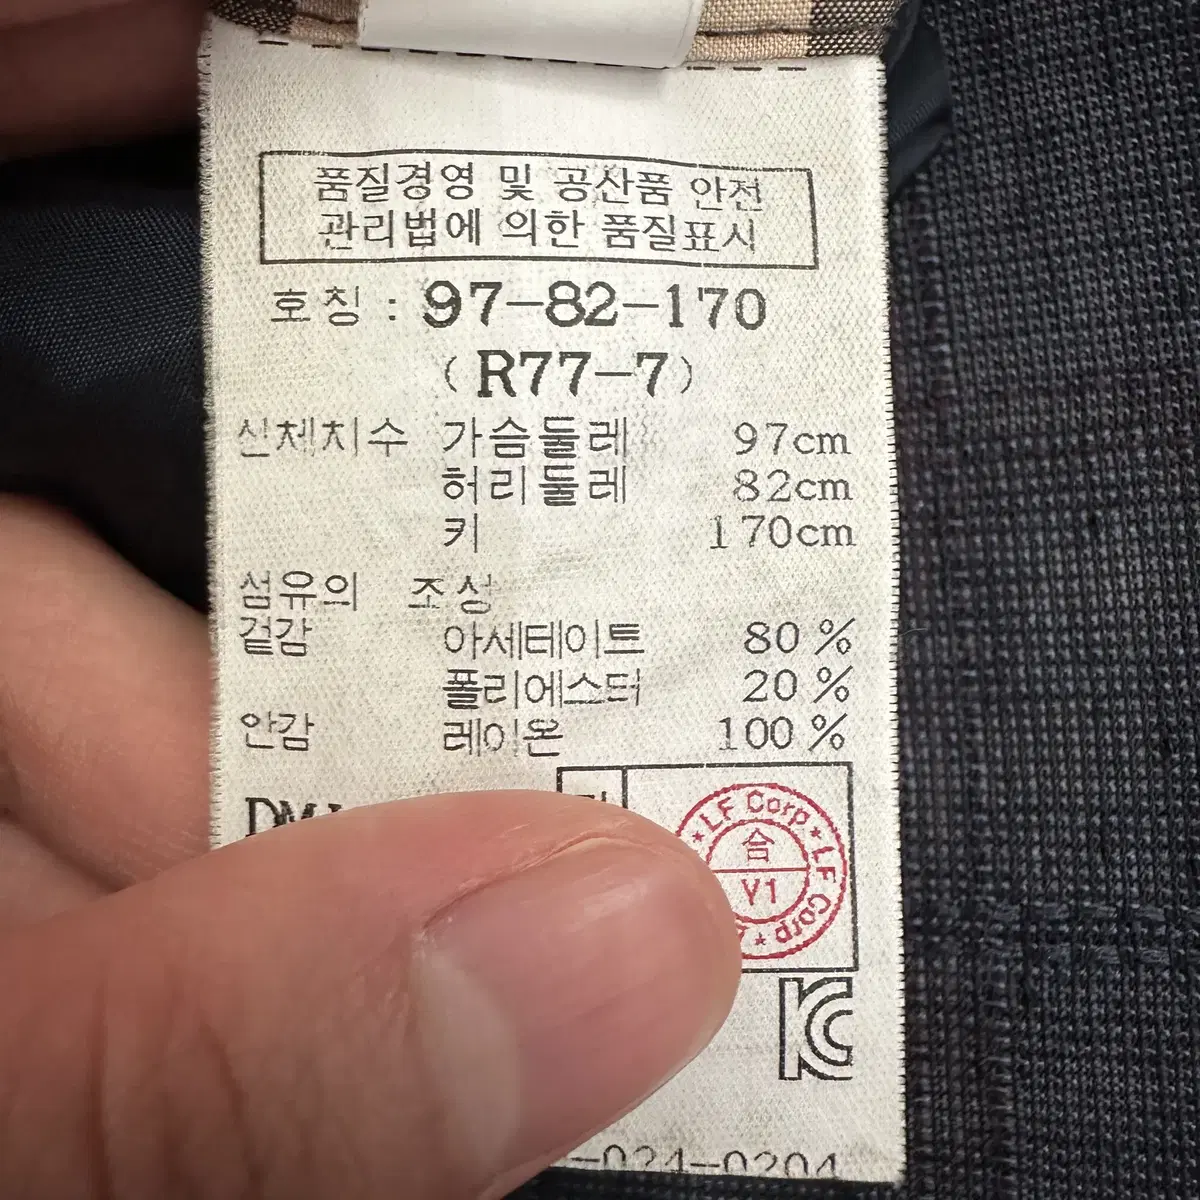 품질경영 및 공산품 안전
관리법에 의한 품질표시
호칭 : 97-82-170
(R77-7)
신체치수 가슴둘레 97cm
허리둘레 82cm
키 170cm
섬유의 조성
겉감 아세테이트 80 %
폴리에스터 20 %
안감 레이온 100 %
★ LF Corp ★ LF Corp ★
合
V1
KC
-024-0204